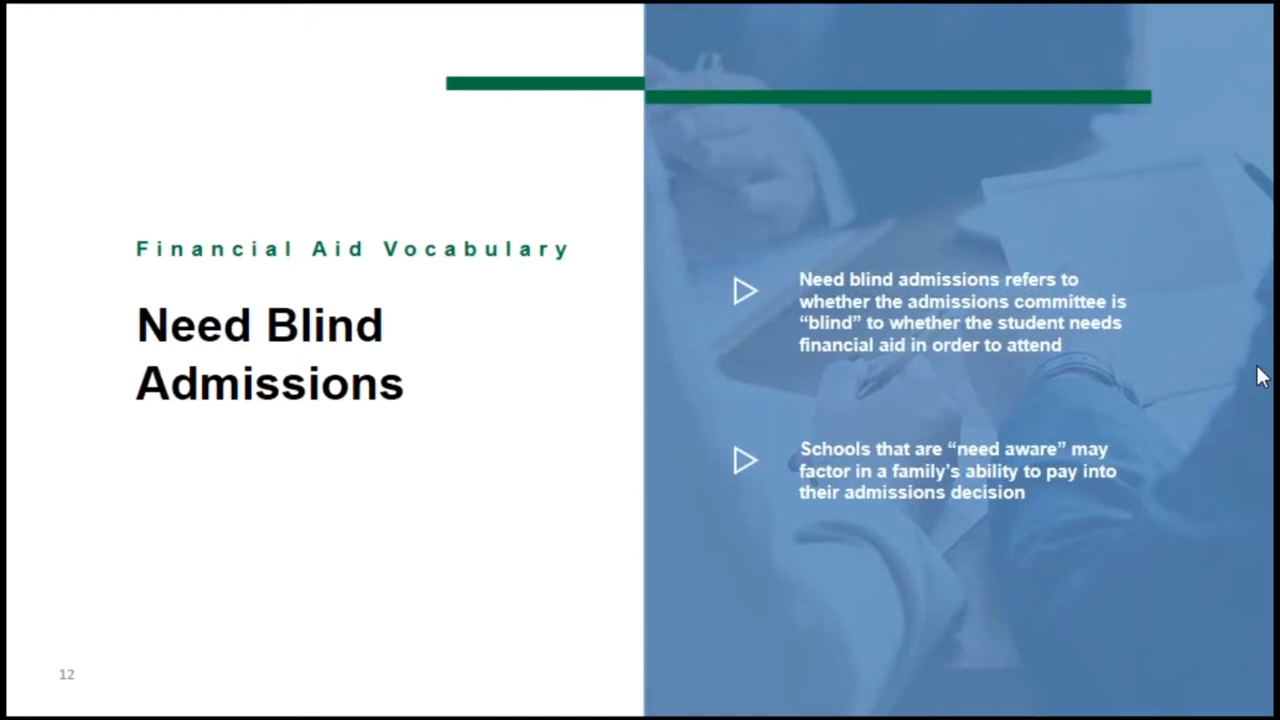 Financial Aid Vocabulary
Need Blind
Admissions
Need blind admissions refers to
whether the admissions committee is
“blind” to whether the student needs
financial aid in order to attend
Schools that are “need aware” may
factor in a family’s ability to pay into
their admissions decision
12